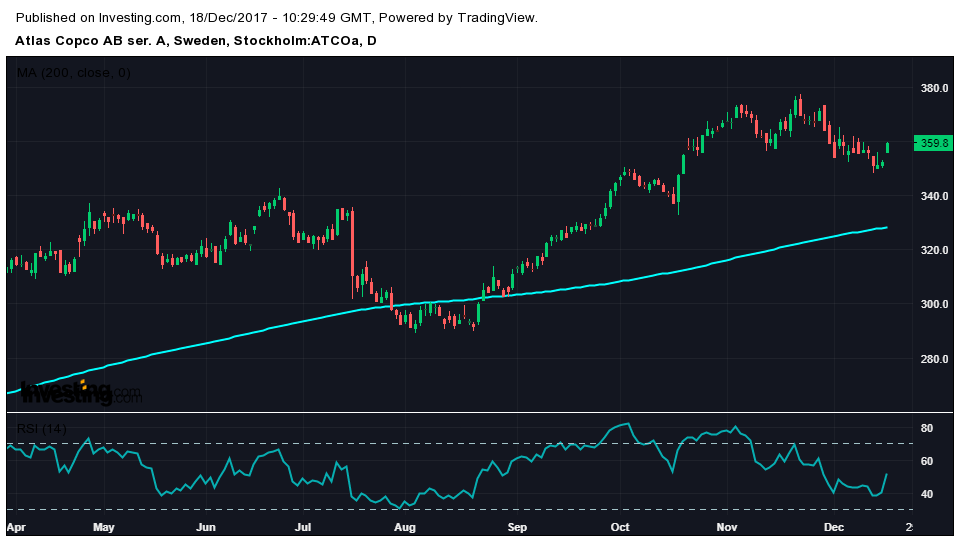 Published on Investing.com, 18/Dec/2017 - 10:29:49 GMT, Powered by TradingView.
Atlas Copco AB ser. A, Sweden, Stockholm:ATCOa, D
MA (200, close, 0)
380.0
359.8
340.0
320.0
300.0
280.0
Investing.com
RSI (14)
80
60
40
Apr May Jun Jul Aug Sep Oct Nov Dec 2